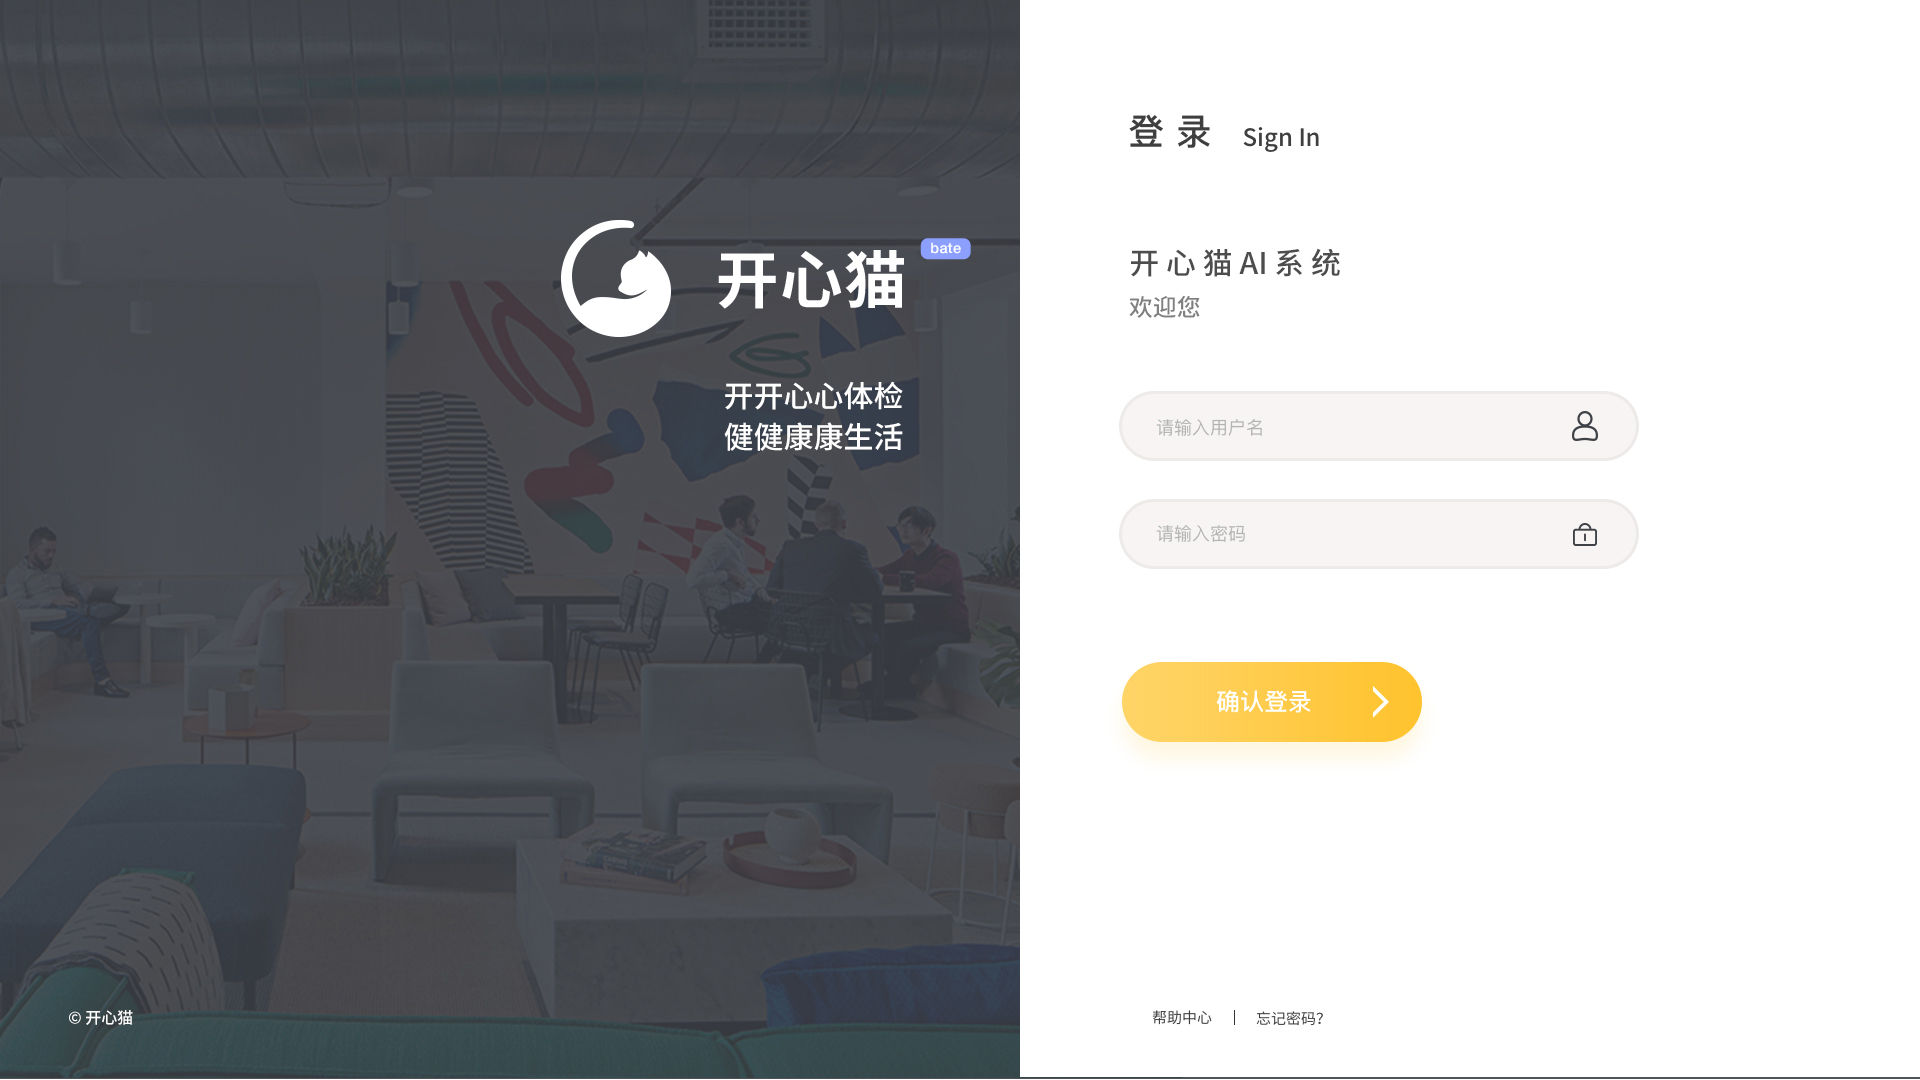 开心猫
bate
开开心心体检
健健康康生活
© 开心猫
登 录 Sign In
开 心 猫 AI 系 统
欢迎您
请输入用户名
请输入密码
确认登录
帮助中心 | 忘记密码?